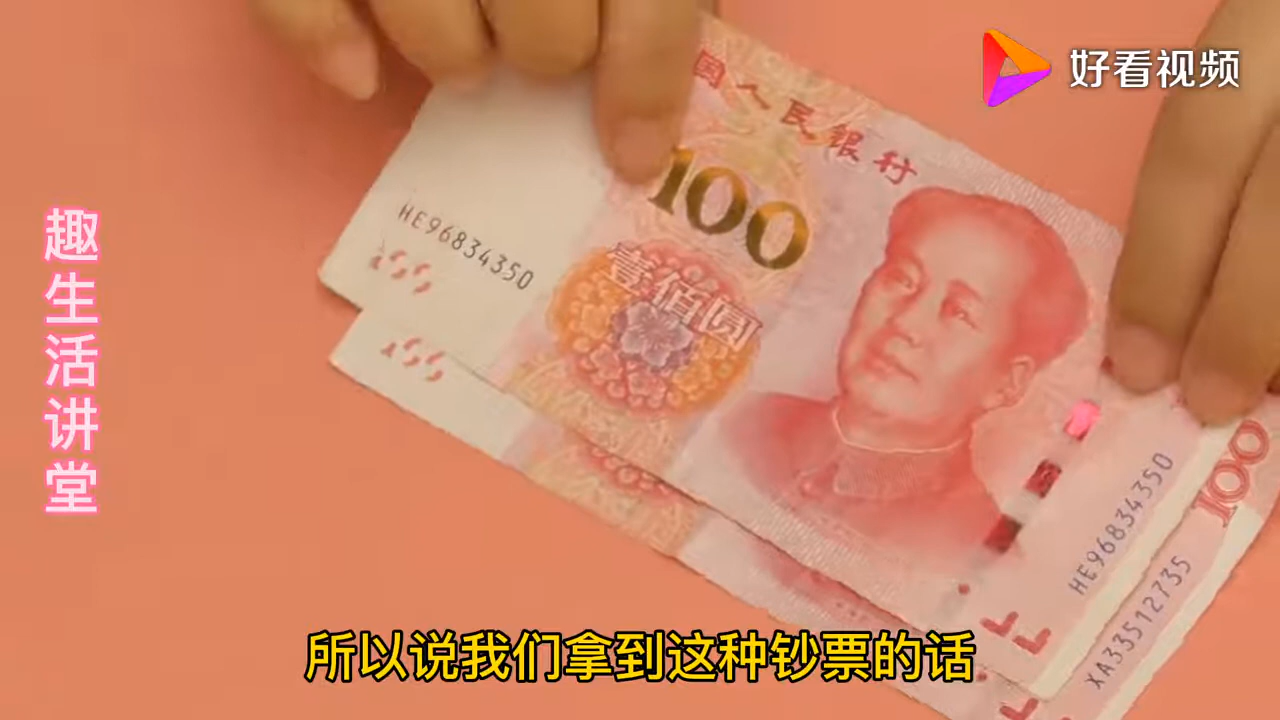 好看视频
趣生活讲堂
国人民银行
100
壹佰圆
HE96834350
HE96834350
100
XA33512735
所以说我们拿到这种钞票的话